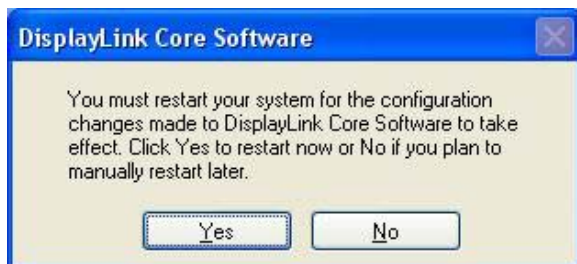 DisplayLink Core Software
You must restart your system for the configuration
changes made to DisplayLink Core Software to take
effect. Click Yes to restart now or No if you plan to
manually restart later.
Yes
No